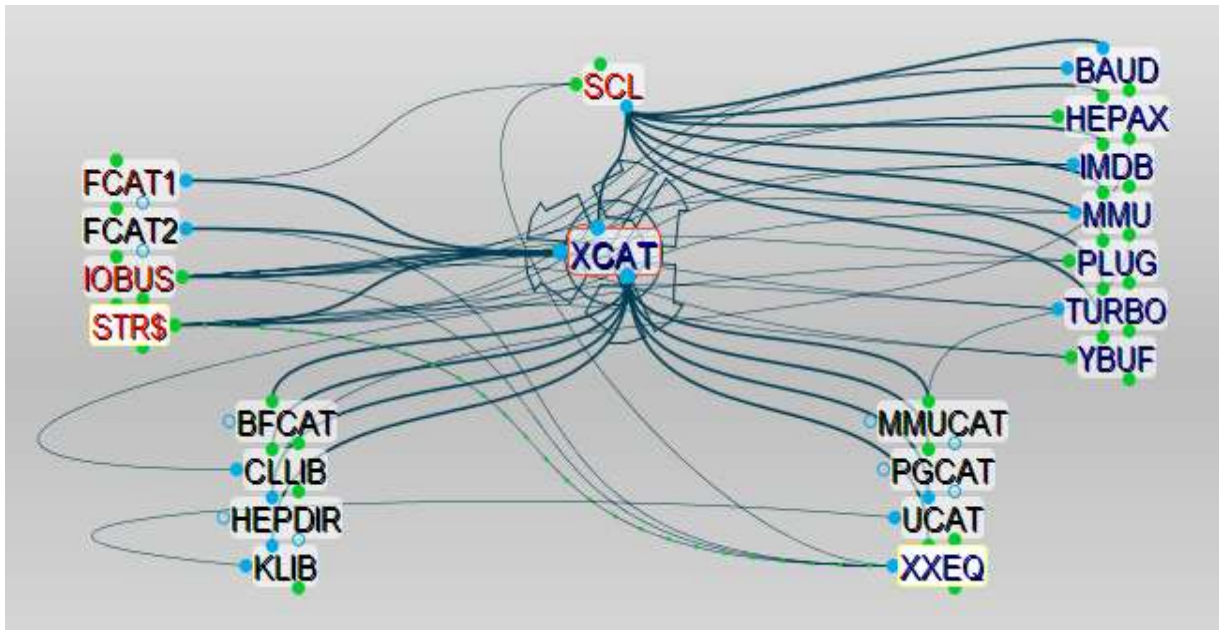 SCL
FCAT1
FCAT2
IOBUS
STR$
XCAT
BAUD
HEPAX
IMDB
MMU
PLUG
TURBO
YBUF
BFCAT
CLLIB
HEPDIR
KLIB
MMUCAT
PGCAT
UCAT
XXEQ